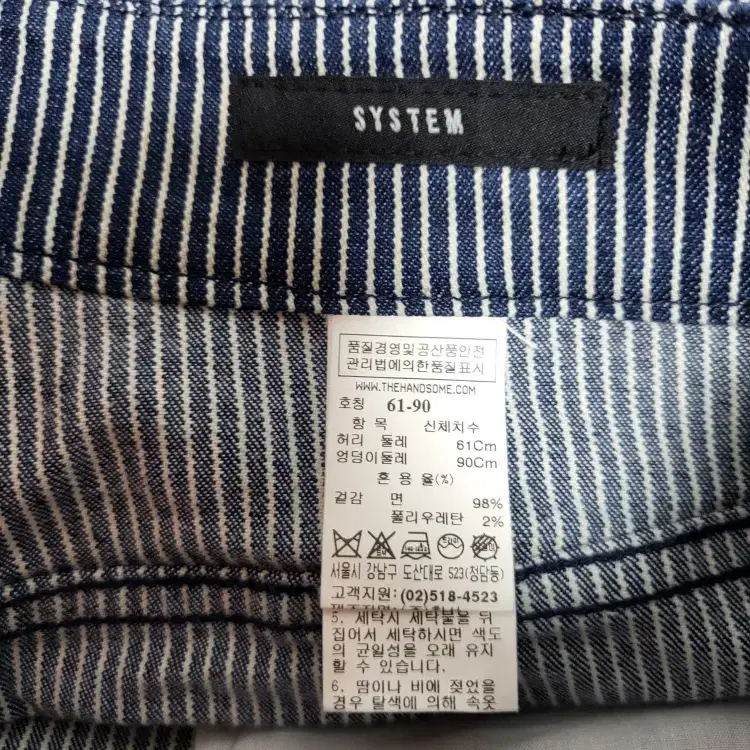 SYSTEM
품질경영및공산품안전
관리법에의한품질표시
WWW.THEHANDSOME.COM
호칭 61-90
항 목 신체치수
허리 둘레 61Cm
엉덩이둘레 90Cm
혼 용 율(%)
겉감 면 98%
폴리우레탄 2%
서울시 강남구 도산대로 523(청담동)
고객지원: (02)518-4523
5. 세탁시 세탁물을 뒤
집어서 세탁하시면 색도
의 균일성을 오래 유지
할 수 있습니다.
6. 땀이나 비에 젖었을
경우 탈색에 의해 속옷